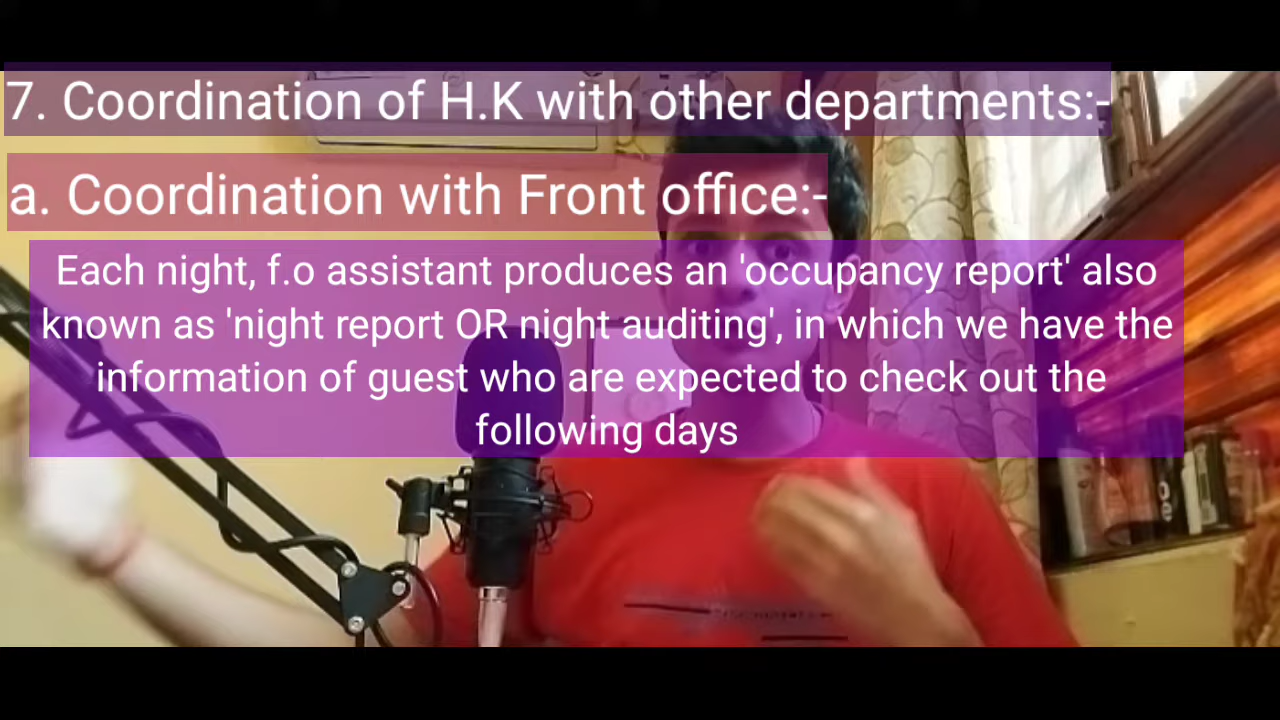 7. Coordination of H.K with other departments:-
a. Coordination with Front office:-
Each night, f.o assistant produces an 'occupancy report' also
known as 'night report OR night auditing', in which we have the
information of guest who are expected to check out the
following days